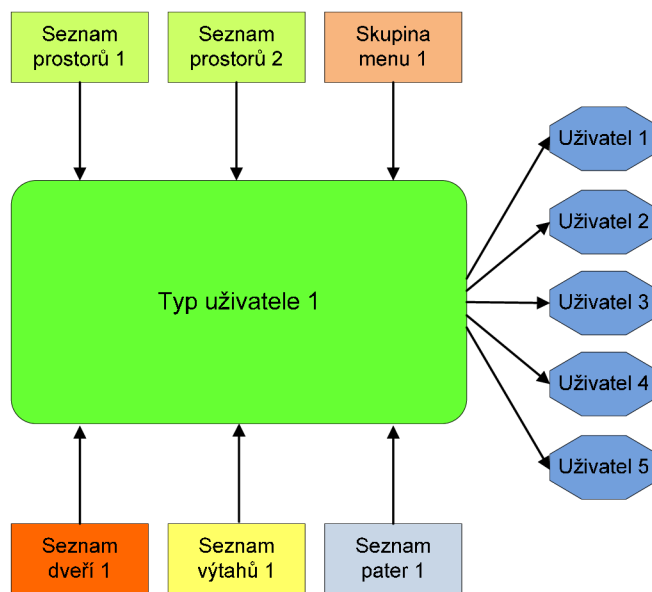 Seznam
prostorů 1
Seznam
prostorů 2
Skupina
menu 1
Uživatel 1
Uživatel 2
Typ uživatele 1
Uživatel 3
Uživatel 4
Uživatel 5
Seznam
dveří 1
Seznam
výtahů 1
Seznam
pater 1